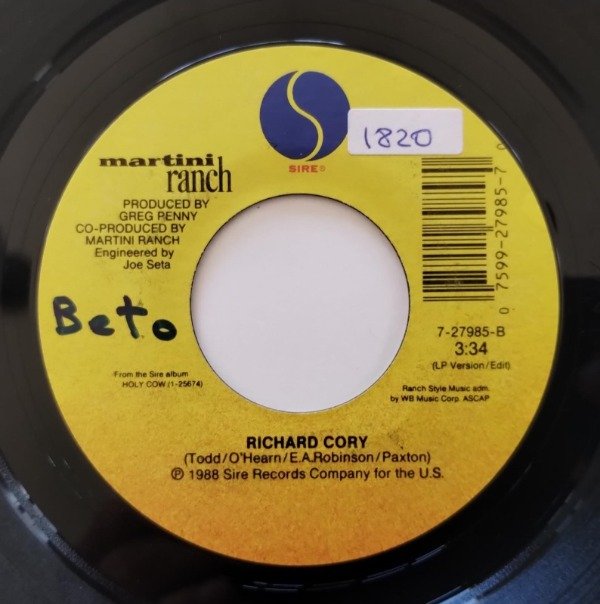 1820
SIRE®
martini
ranch
PRODUCED BY
GREG PENNY
CO-PRODUCED BY
MARTINI RANCH
Engineered by
Joe Seta
0 7599-27985-7 0
Beto
7-27985-B
3:34
(LP Version/Edit)
From the Sire album
HOLY COW (1-25674)
Ranch Style Music adm.
by WB Music Corp. ASCAP
RICHARD CORY
(Todd/O'Hearn/E.A.Robinson/Paxton)
℗ 1988 Sire Records Company for the U.S.